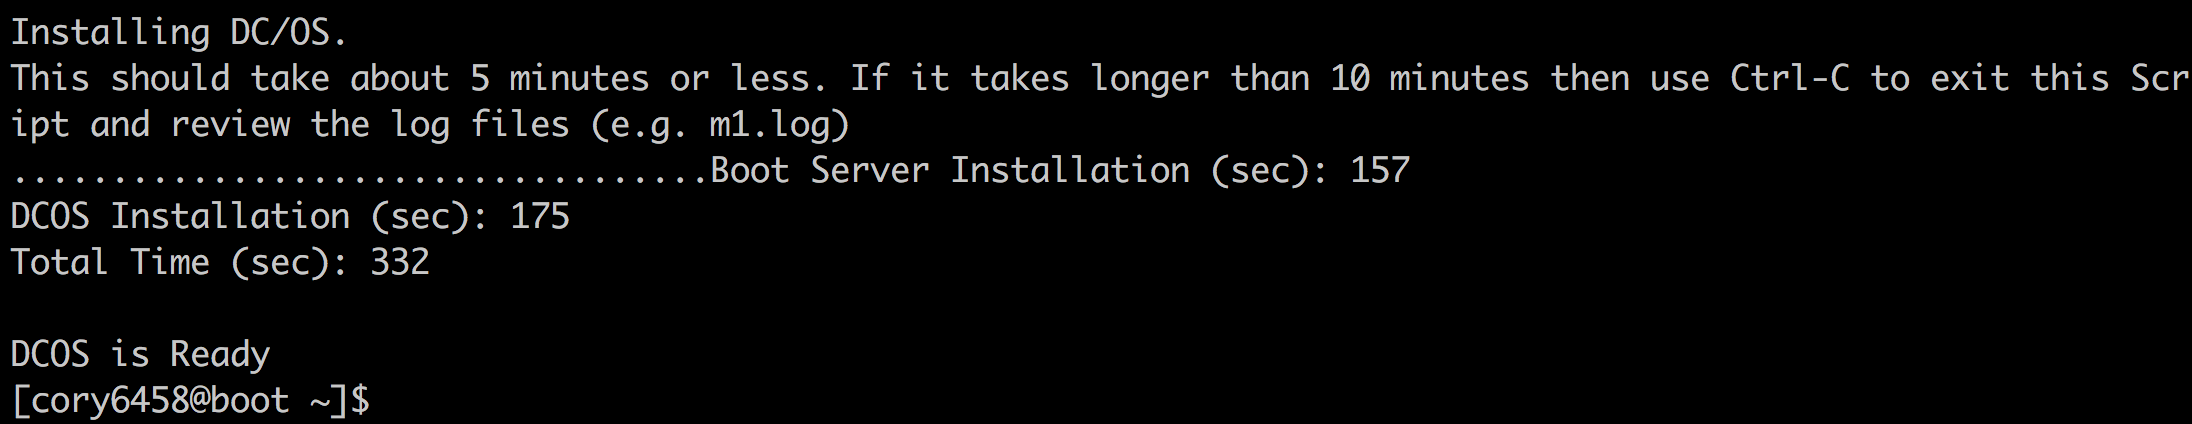 Installing DC/OS.
This should take about 5 minutes or less. If it takes longer than 10 minutes then use Ctrl-C to exit this Scr
ipt and review the log files (e.g. m1.log)
...................................Boot Server Installation (sec): 157
DCOS Installation (sec): 175
Total Time (sec): 332
DCOS is Ready
[cory6458@boot ~]$